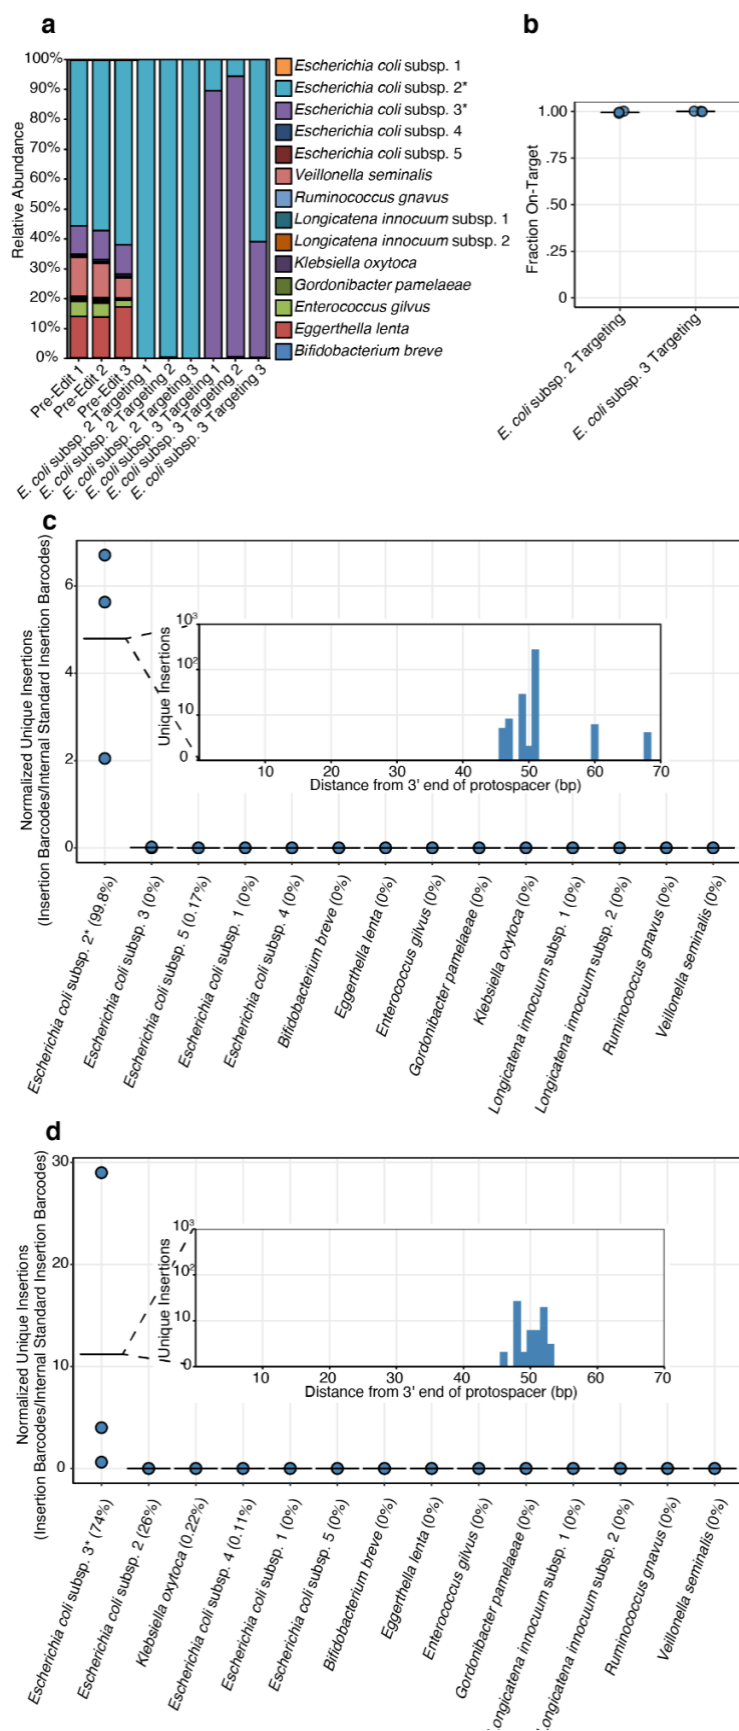 a
100%
90%
80%
70%
60%
50%
40%
30%
20%
10%
0%
Relative Abundance
Pre-Edit 1
Pre-Edit 2
Pre-Edit 3
E. coli subsp. 2 Targeting 1
E. coli subsp. 2 Targeting 2
E. coli subsp. 2 Targeting 3
E. coli subsp. 3 Targeting 1
E. coli subsp. 3 Targeting 2
E. coli subsp. 3 Targeting 3
Escherichia coli subsp. 1
Escherichia coli subsp. 2*
Escherichia coli subsp. 3*
Escherichia coli subsp. 4
Escherichia coli subsp. 5
Veillonella seminalis
Ruminococcus gnavus
Longicatena innocuum subsp. 1
Longicatena innocuum subsp. 2
Klebsiella oxytoca
Gordonibacter pamelaeae
Enterococcus gilvus
Eggerthella lenta
Bifidobacterium breve
b
1.00
.75
.50
.25
0
Fraction On-Target
E. coli subsp. 2 Targeting
E. coli subsp. 3 Targeting
c
Normalized Unique Insertions
(Insertion Barcodes/Internal Standard Insertion Barcodes)
6
4
2
0
Unique Insertions
10³
10²
10
0
10 20 30 40 50 60 70
Distance from 3' end of protospacer (bp)
Escherichia coli subsp. 2* (99.8%)
Escherichia coli subsp. 3 (0%)
Escherichia coli subsp. 5 (0.17%)
Escherichia coli subsp. 1 (0%)
Escherichia coli subsp. 4 (0%)
Bifidobacterium breve (0%)
Eggerthella lenta (0%)
Enterococcus gilvus (0%)
Gordonibacter pamelaeae (0%)
Klebsiella oxytoca (0%)
Longicatena innocuum subsp. 1 (0%)
Longicatena innocuum subsp. 2 (0%)
Ruminococcus gnavus (0%)
Veillonella seminalis (0%)
d
Normalized Unique Insertions
(Insertion Barcodes/Internal Standard Insertion Barcodes)
30
20
10
0
Unique Insertions
10³
10²
10
0
10 20 30 40 50 60 70
Distance from 3' end of protospacer (bp)
Escherichia coli subsp. 3* (74%)
Escherichia coli subsp. 2 (26%)
Klebsiella oxytoca (0.22%)
Escherichia coli subsp. 4 (0.11%)
Escherichia coli subsp. 1 (0%)
Escherichia coli subsp. 5 (0%)
Bifidobacterium breve (0%)
Eggerthella lenta (0%)
Enterococcus gilvus (0%)
Gordonibacter pamelaeae (0%)
Longicatena innocuum subsp. 1 (0%)
Longicatena innocuum subsp. 2 (0%)
Ruminococcus gnavus (0%)
Veillonella seminalis (0%)